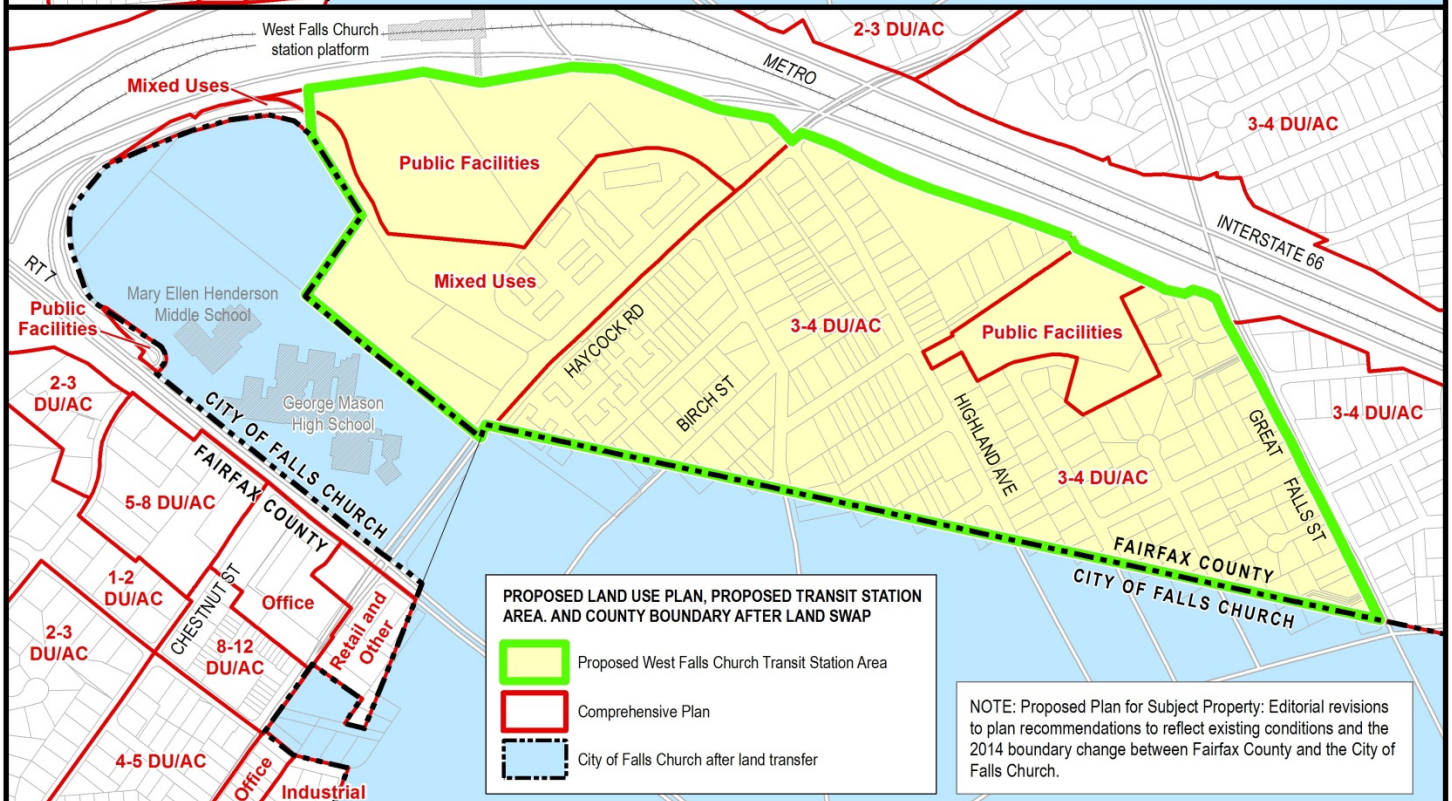 West Falls Church
station platform
2-3 DU/AC
METRO
Mixed Uses
3-4 DU/AC
Public Facilities
INTERSTATE 66
RT 7
Mary Ellen Henderson
Middle School
Mixed Uses
Public
Facilities
HAYCOCK RD
3-4 DU/AC
Public Facilities
2-3
DU/AC
George Mason
High School
BIRCH ST
HIGHLAND AVE
GREAT FALLS ST
3-4 DU/AC
CITY OF FALLS CHURCH
FAIRFAX COUNTY
3-4 DU/AC
5-8 DU/AC
FAIRFAX COUNTY
CITY OF FALLS CHURCH
1-2
DU/AC
CHESTNUT ST
Office
Retail and
Other
2-3
DU/AC
8-12
DU/AC
4-5 DU/AC
Office
Industrial
PROPOSED LAND USE PLAN, PROPOSED TRANSIT STATION
AREA. AND COUNTY BOUNDARY AFTER LAND SWAP
Proposed West Falls Church Transit Station Area
Comprehensive Plan
City of Falls Church after land transfer
NOTE: Proposed Plan for Subject Property: Editorial revisions
to plan recommendations to reflect existing conditions and the
2014 boundary change between Fairfax County and the City of
Falls Church.